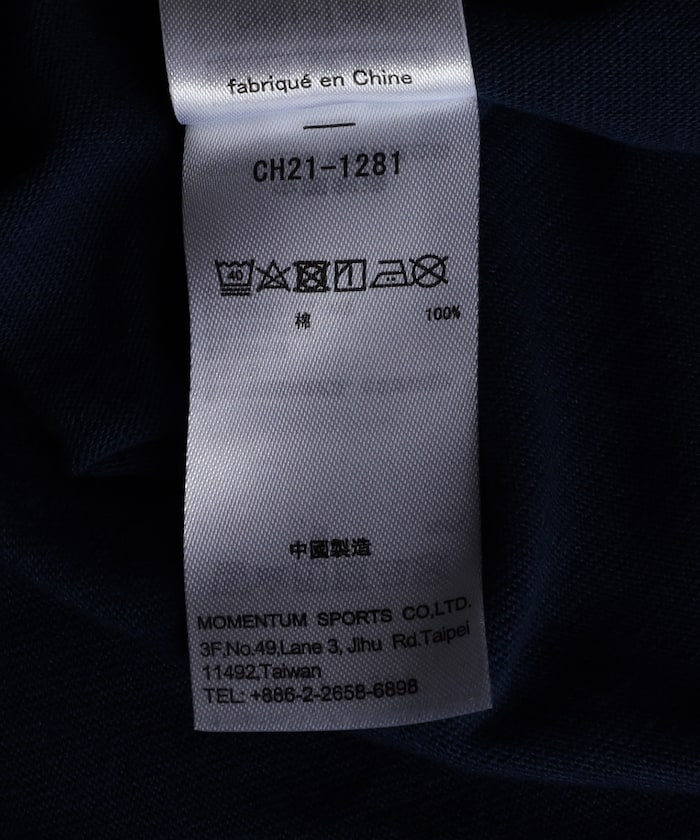 fabriqué en Chine
CH21-1281
40
棉 100%
中國製造
MOMENTUM SPORTS CO,LTD.
3F,No.49,Lane 3, Jihu Rd.Taipei
11492,Taiwan
TEL: +886-2-2658-6898